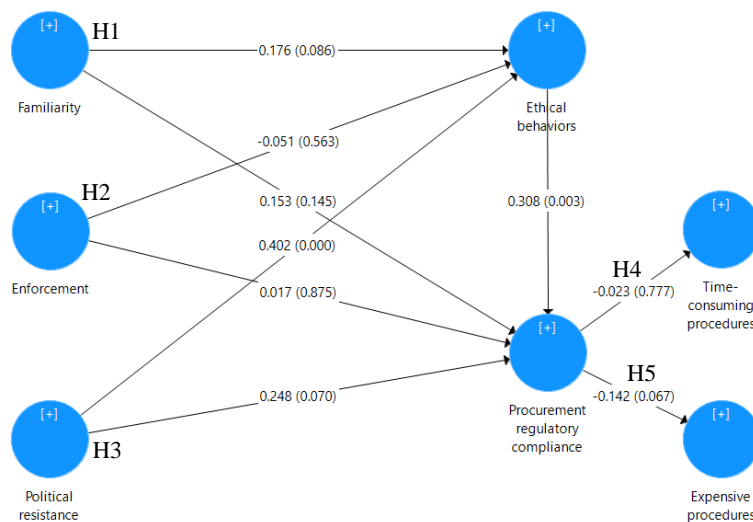 [+]
H1
Familiarity
0.176 (0.086)
[+]
Ethical
behaviors
-0.051 (0.563)
[+]
H2
Enforcement
0.153 (0.145)
0.402 (0.000)
0.308 (0.003)
[+]
Time-
consuming
procedures
H4
-0.023 (0.777)
0.017 (0.875)
[+]
Procurement
regulatory
compliance
H5
-0.142 (0.067)
0.248 (0.070)
[+]
H3
Political
resistance
[+]
Expensive
procedures